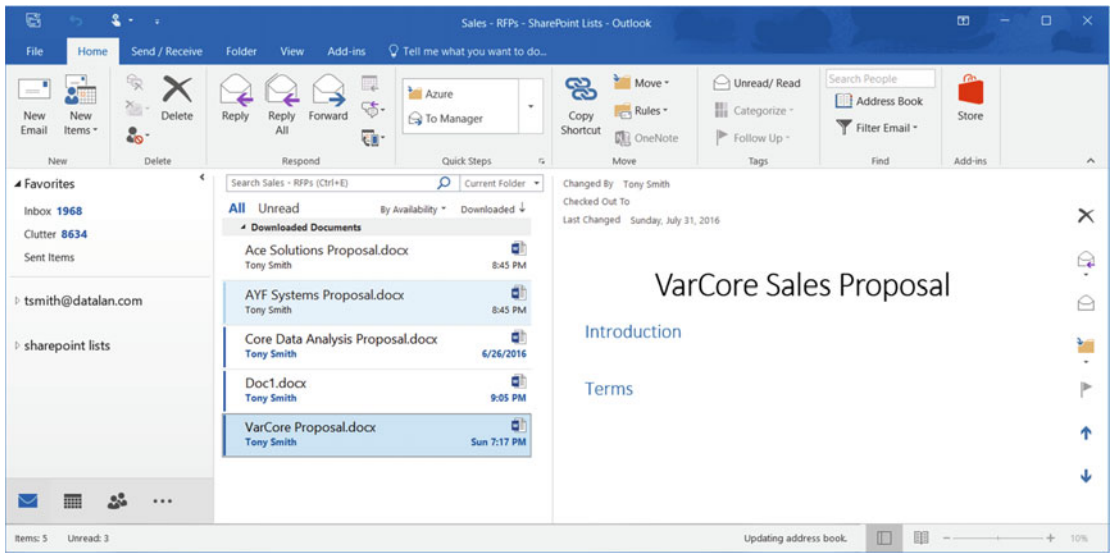 Sales - RFPs - SharePoint Lists - Outlook
File Home Send / Receive Folder View Add-ins Tell me what you want to do...
New Email
New Items
Delete
Reply
Reply All
Forward
Azure
To Manager
Copy Shortcut
Move
Rules
OneNote
Unread/ Read
Categorize
Follow Up
Search People
Address Book
Filter Email
Store
New Delete Respond Quick Steps Move Tags Find Add-ins
Favorites
Inbox 1968
Clutter 8634
Sent Items
tsmith@datalan.com
sharepoint lists
Search Sales - RFPs (Ctrl+E) Current Folder
All Unread By Availability Downloaded
Downloaded Documents
Ace Solutions Proposal.docx
Tony Smith 8:45 PM
AYF Systems Proposal.docx
Tony Smith 8:45 PM
Core Data Analysis Proposal.docx
Tony Smith 6/26/2016
Doc1.docx
Tony Smith 9:05 PM
VarCore Proposal.docx
Tony Smith Sun 7:17 PM
Changed By Tony Smith
Checked Out To
Last Changed Sunday, July 31, 2016
VarCore Sales Proposal
Introduction
Terms
Items: 5 Unread: 3 Updating address book. 10%